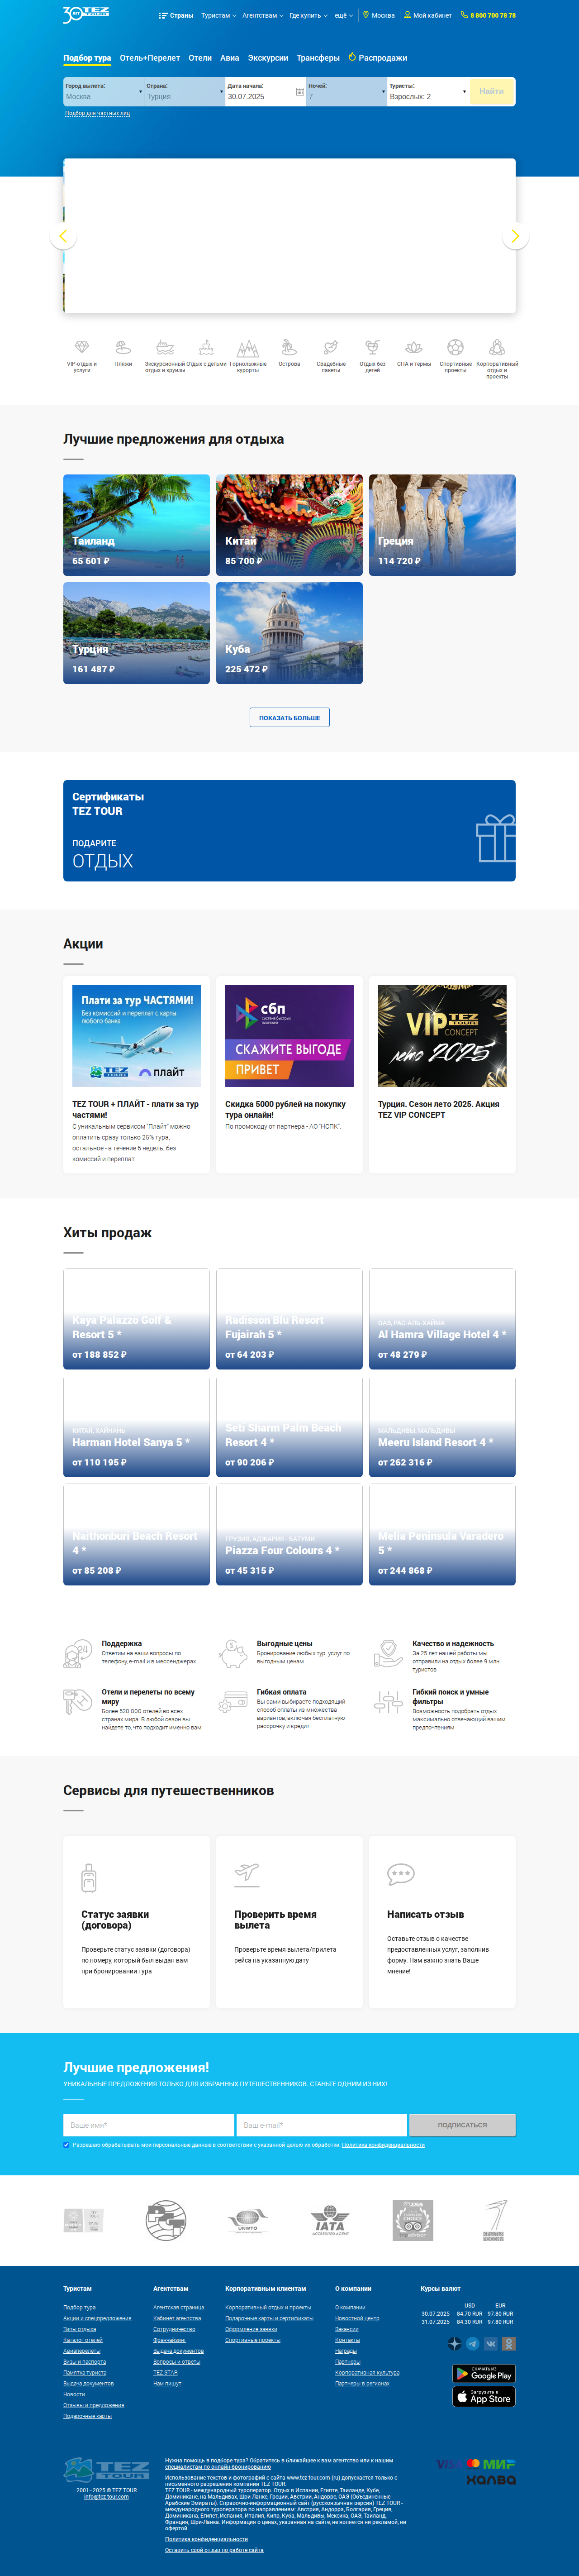 30 ЛЕТ TEZ TOUR
Страны
Туристам
Агентствам
Где купить
ещё
Москва
Мой кабинет
8 800 700 78 78
Подбор тура
Отель+Перелет
Отели
Авиа
Экскурсии
Трансферы
Распродажи
Город вылета:
Москва
Страна:
Турция
Дата начала:
30.07.2025
Ночей:
7
Туристы:
Взрослых: 2
Найти
Подбор для частных лиц
VIP-отдых и услуги
Пляжи
Экскурсионный отдых и круизы
Отдых с детьми
Горнолыжные курорты
Острова
Свадебные пакеты
Отдых без детей
СПА и термы
Спортивные проекты
Корпоративный отдых и проекты
Лучшие предложения для отдыха
Таиланд
65 601 ₽
Китай
85 700 ₽
Греция
114 720 ₽
Турция
161 487 ₽
Куба
225 472 ₽
ПОКАЗАТЬ БОЛЬШЕ
Сертификаты
TEZ TOUR
ПОДАРИТЕ
ОТДЫХ
Акции
Плати за тур ЧАСТЯМИ!
Без комиссий и переплат с карты любого банка
TEZ TOUR
плайт
TEZ TOUR + ПЛАЙТ - плати за тур частями!
С уникальным сервисом "Плайт" можно оплатить сразу только 25% тура, остальное - в течение 6 недель, без комиссий и переплат.
сбп
СКАЖИТЕ ВЫГОДЕ
ПРИВЕТ
Скидка 5000 рублей на покупку тура онлайн!
По промокоду от партнера - АО "НСПК".
VIP TEZ TOUR CONCEPT
лето 2025
Турция. Сезон лето 2025. Акция TEZ VIP CONCEPT
Хиты продаж
Kaya Palazzo Golf & Resort 5 *
от 188 852 ₽
Radisson Blu Resort Fujairah 5 *
от 64 203 ₽
ОАЭ, РАС-АЛЬ-ХАЙМА
Al Hamra Village Hotel 4 *
от 48 279 ₽
КИТАЙ, ХАЙНАНЬ
Harman Hotel Sanya 5 *
от 110 195 ₽
Seti Sharm Palm Beach Resort 4 *
от 90 206 ₽
МАЛЬДИВЫ, МАЛЬДИВЫ
Meeru Island Resort 4 *
от 262 316 ₽
Naithonburi Beach Resort 4 *
от 85 208 ₽
ГРУЗИЯ, АДЖАРИЯ - БАТУМИ
Piazza Four Colours 4 *
от 45 315 ₽
Melia Peninsula Varadero 5 *
от 244 868 ₽
Поддержка
Ответим на ваши вопросы по телефону, e-mail и в мессенджерах
Выгодные цены
Бронирование любых тур. услуг по выгодным ценам
Качество и надежность
За 25 лет нашей работы мы отправили на отдых более 9 млн. туристов
Отели и перелеты по всему миру
Более 520 000 отелей во всех странах мира. В любой сезон вы найдете то, что подходит именно вам
Гибкая оплата
Вы сами выбираете подходящий способ оплаты из множества вариантов, включая бесплатную рассрочку и кредит
Гибкий поиск и умные фильтры
Возможность подобрать отдых максимально отвечающий вашим предпочтениям
Сервисы для путешественников
Статус заявки (договора)
Проверьте статус заявки (договора) по номеру, который был выдан вам при бронировании тура
Проверить время вылета
Проверьте время вылета/прилета рейса на указанную дату
Написать отзыв
Оставьте отзыв о качестве предоставленных услуг, заполнив форму. Нам важно знать Ваше мнение!
Лучшие предложения!
УНИКАЛЬНЫЕ ПРЕДЛОЖЕНИЯ ТОЛЬКО ДЛЯ ИЗБРАННЫХ ПУТЕШЕСТВЕННИКОВ. СТАНЬТЕ ОДНИМ ИЗ НИХ!
Ваше имя*
Ваш e-mail*
ПОДПИСАТЬСЯ
Разрешаю обрабатывать мои персональные данные в соответствии с указанной целью их обработки. Политика конфиденциальности
UNWTO
IATA
ACCREDITED AGENT
Туристам
Подбор тура
Акции и спецпредложения
Типы отдыха
Каталог отелей
Авиаперелеты
Визы и паспорта
Памятка туриста
Выдача документов
Новости
Отзывы и предложения
Подарочные карты
Агентствам
Агентская страница
Кабинет агентства
Сотрудничество
Франчайзинг
Выдача документов
Вопросы и ответы
TEZ STAR
Нам пишут
Корпоративным клиентам
Корпоративный отдых и проекты
Подарочные карты и сертификаты
Оформление заявки
Спортивные проекты
О компании
О компании
Новостной центр
Вакансии
Контакты
Награды
Партнеры
Корпоративная культура
Партнеры в регионах
Курсы валют
USD EUR
30.07.2025 84.70 RUR 97.80 RUR
31.07.2025 84.30 RUR 97.80 RUR
СКАЧАТЬ ИЗ
Google Play
Загрузите в
App Store
TEZ TOUR
2001–2025 © TEZ TOUR
info@tez-tour.com
Нужна помощь в подборе тура? Обратитесь в ближайшее к вам агентство или к нашим специалистам по онлайн-бронированию
Использование текстов и фотографий с сайта www.tez-tour.com (ru) допускается только с письменного разрешения компании TEZ TOUR.
TEZ TOUR - международный туроператор. Отдых в Испании, Египте, Таиланде, Кубе, Доминикане, на Мальдивах, Шри-Ланке, Греции, Австрии, Андорре, ОАЭ (Объединенные Арабские Эмираты). Справочно-информационный сайт (русскоязычная версия) TEZ TOUR - международного туроператора по направлениям: Австрия, Андорра, Болгария, Греция, Доминикана, Египет, Испания, Италия, Кипр, Куба, Мальдивы, Мексика, ОАЭ, Таиланд, Турция, Франция, Шри-Ланка. Информация о ценах, указанная на сайте, не является ни рекламой, ни офертой.
Политика конфиденциальности
Оставить свой отзыв по работе сайта
VISA
МИР
ХАЛВА